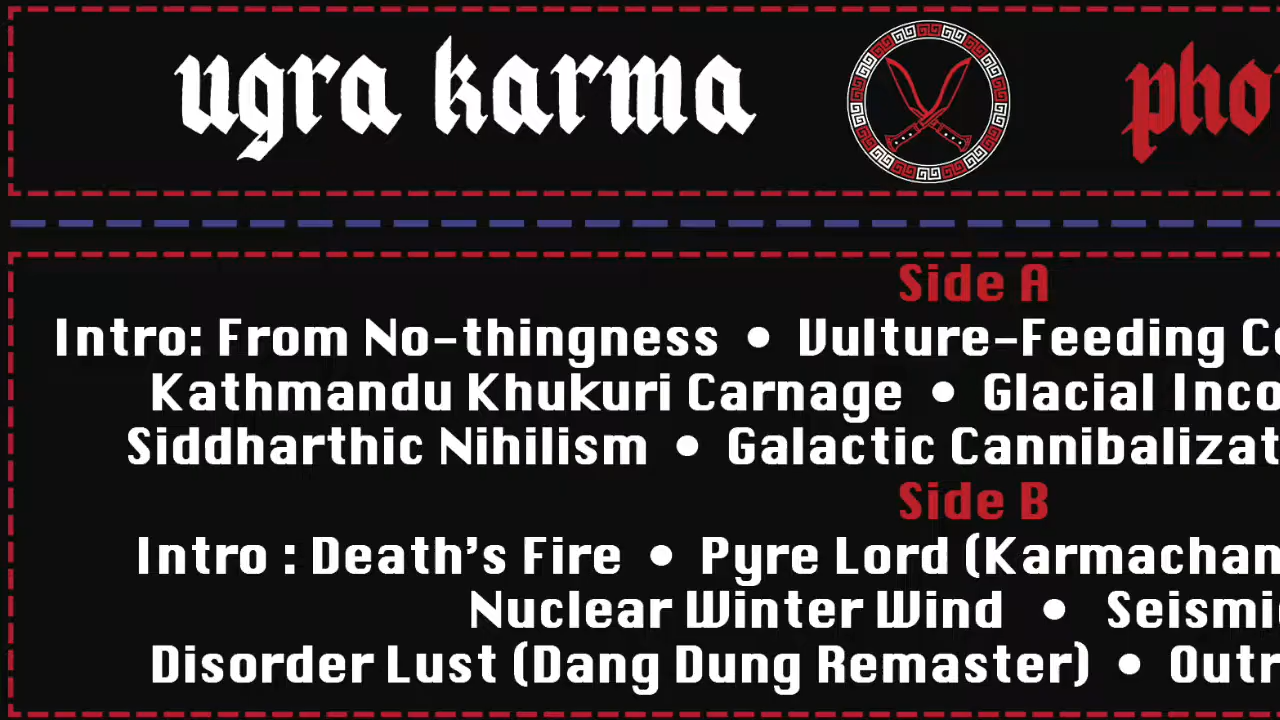 ugra karma
Side A
Intro: From No-thingness • Vulture-Feeding
Kathmandu Khukuri Carnage • Glacial
Siddharthic Nihilism • Galactic
Side B
Intro : Death's Fire • Pyre Lord
Nuclear Winter Wind •
Disorder Lust (Dang Dung Remaster) •